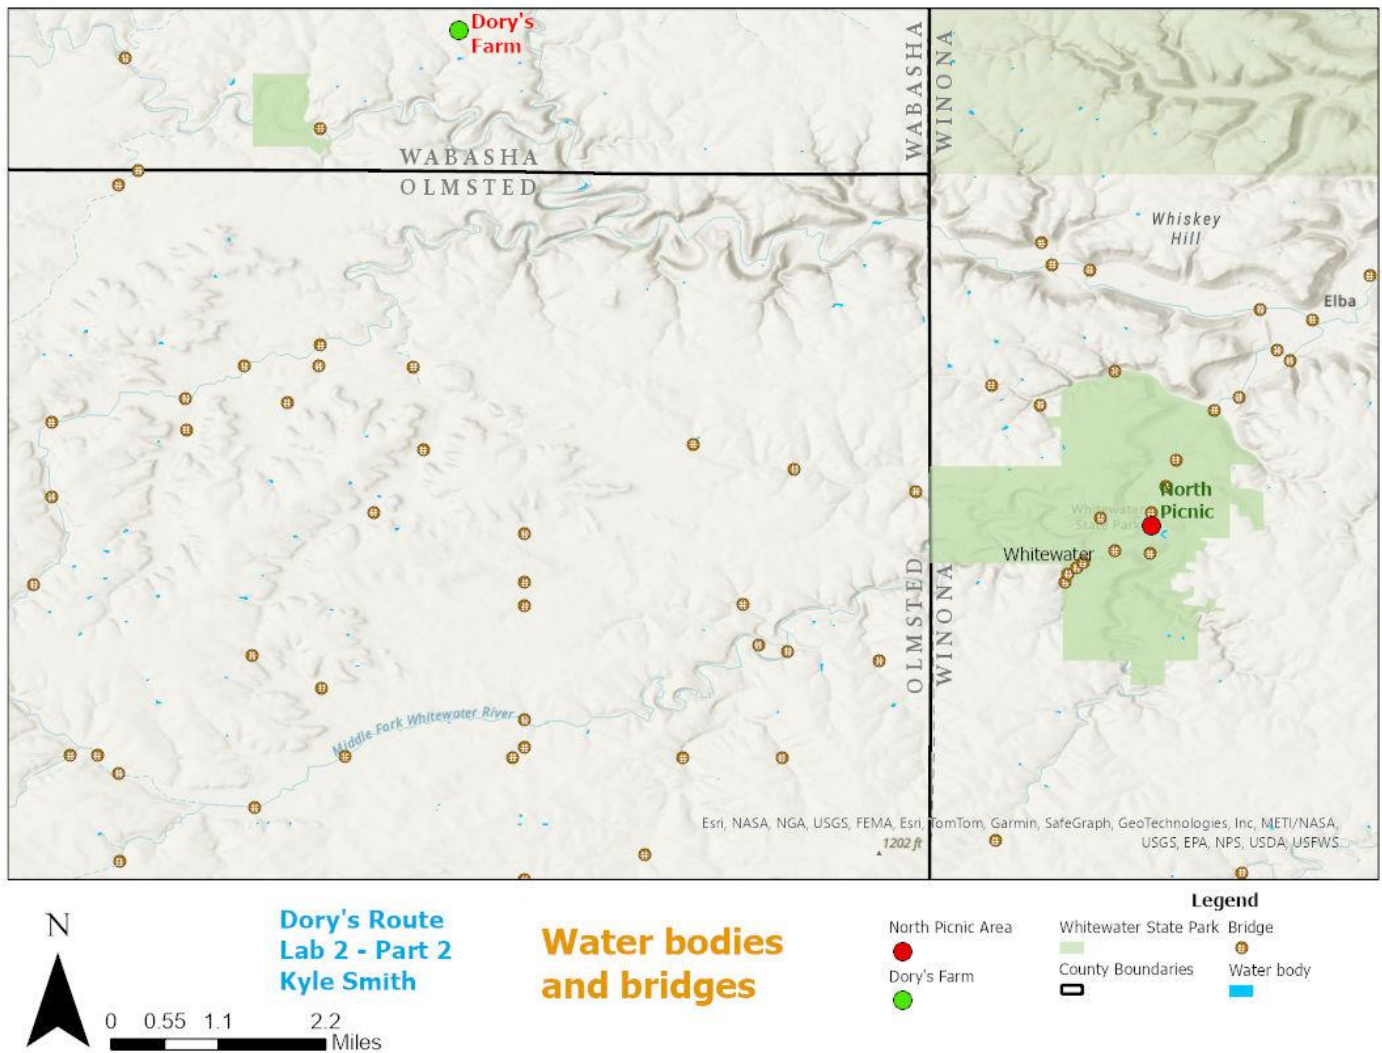 Dory's
Farm
WABASHA
WINONA
WABASHA
OLMSTED
Whiskey
Hill
Elba
North
Picnic
Whitewater
State Park
Whitewater
OLMSTED
WINONA
Middle Fork Whitewater River
Esri, NASA, NGA, USGS, FEMA, Esri, TomTom, Garmin, SafeGraph, GeoTechnologies, Inc, METI/NASA,
USGS, EPA, NPS, USDA, USFWS
1202 ft
N
0 0.55 1.1 2.2
Miles
Dory's Route
Lab 2 - Part 2
Kyle Smith
Water bodies
and bridges
Legend
North Picnic Area
Dory's Farm
Whitewater State Park
County Boundaries
Bridge
Water body